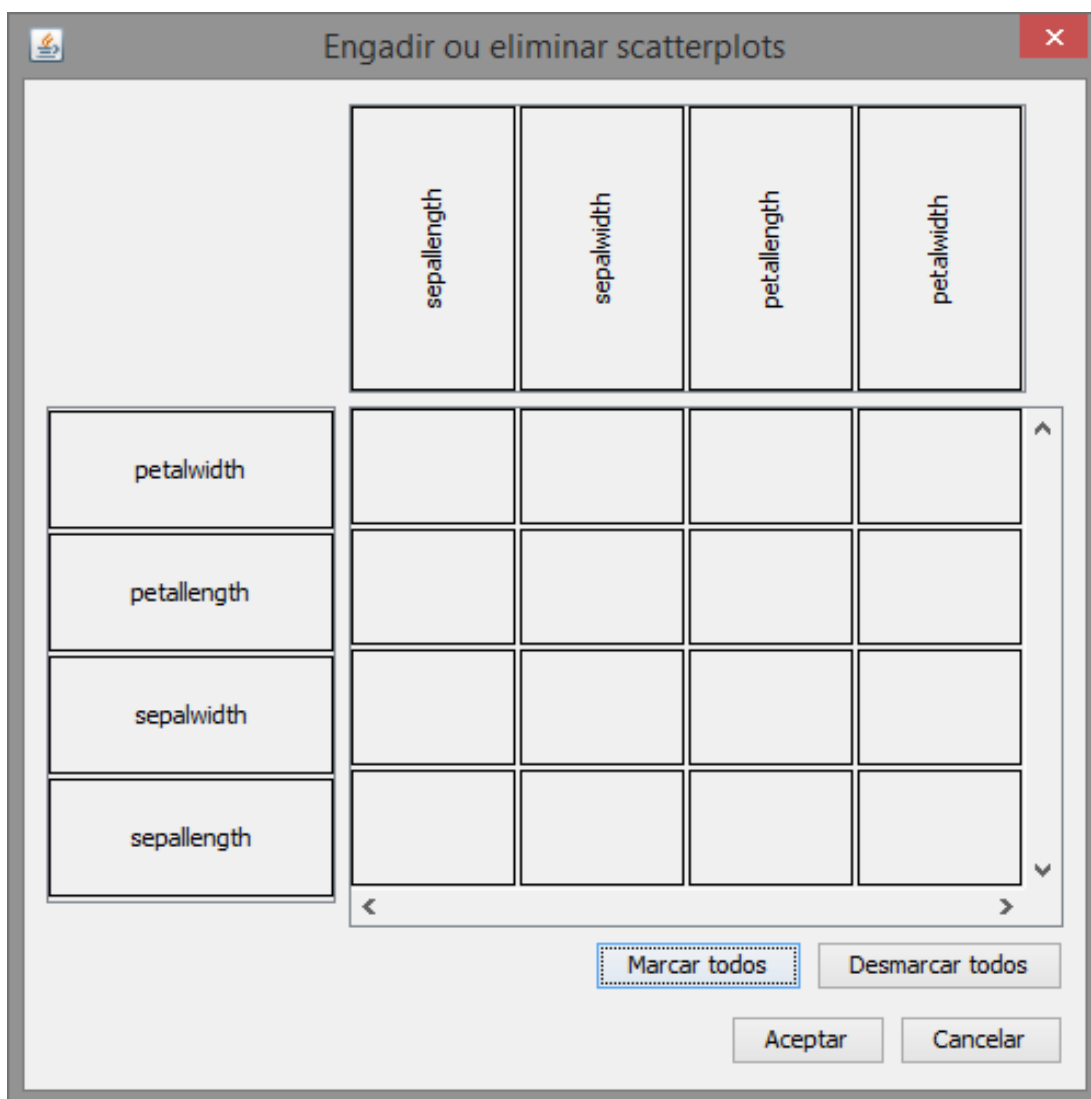 Engadir ou eliminar scatterplots
sepallength
sepalwidth
petallength
petalwidth
petalwidth
petallength
sepalwidth
sepallength
Marcar todos
Desmarcar todos
Aceptar
Cancelar